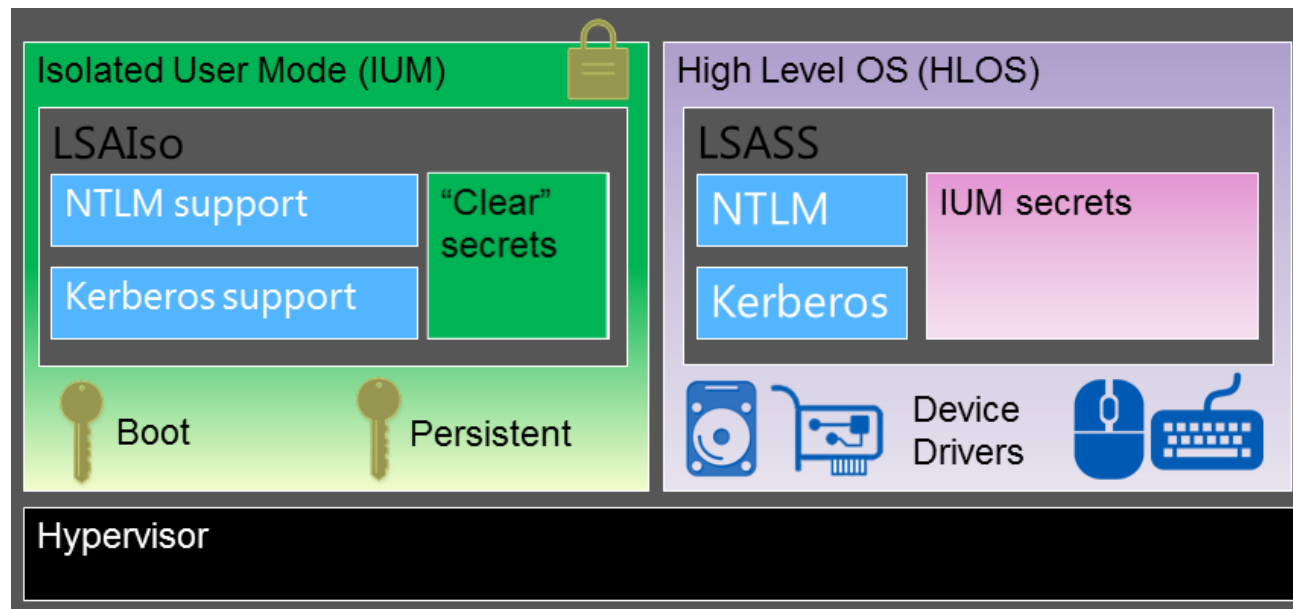 Isolated User Mode (IUM)
LSAIso
NTLM support
Kerberos support
“Clear”
secrets
Boot
Persistent
High Level OS (HLOS)
LSASS
NTLM
Kerberos
IUM secrets
Device
Drivers
Hypervisor